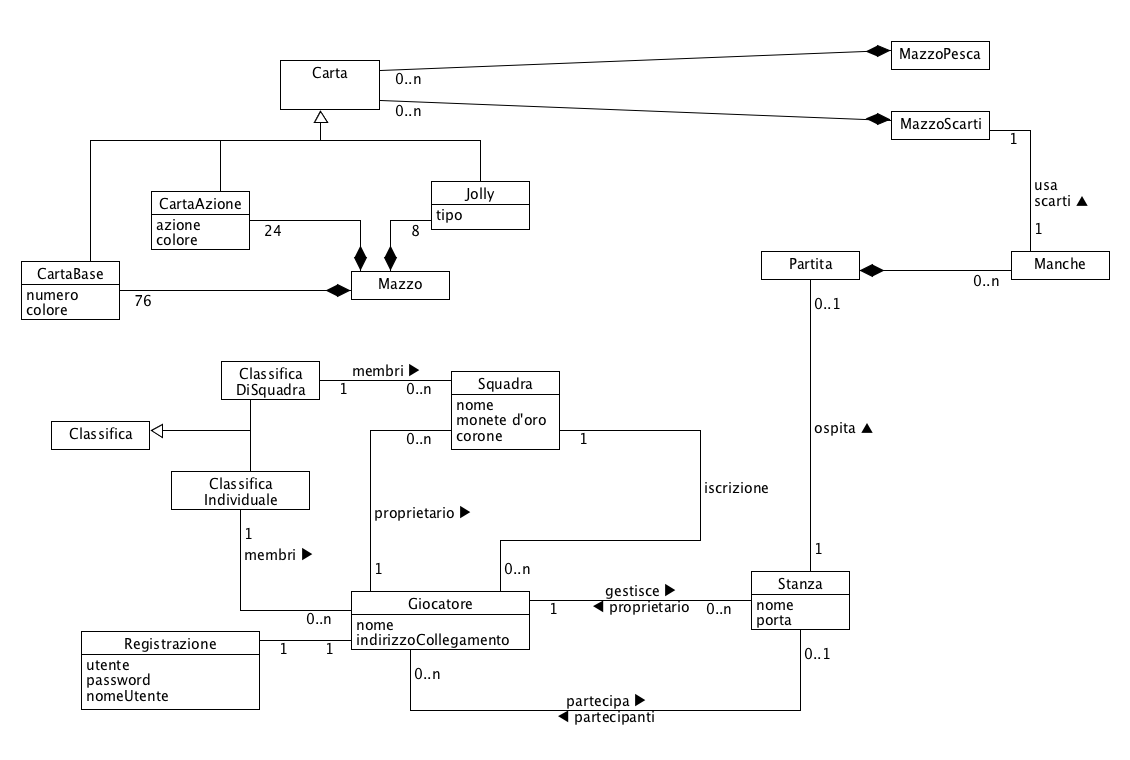 MazzoPesca
Carta
0..n
0..n
MazzoScarti
1
usa
scarti ▲
1
CartaAzione
azione
colore
24
Jolly
tipo
8
Partita
Manche
0..n
CartaBase
numero
colore
76
Mazzo
0..1
Classifica
DiSquadra
membri ▶
1
0..n
Squadra
nome
monete d'oro
corone
Classifica
0..n
1
ospita ▲
Classifica
Individuale
iscrizione
proprietario ▶
1
membri ▶
1
0..n
1
Giocatore
nome
indirizzoCollegamento
0..n
gestisce ▶
◀ proprietario
1
0..n
Stanza
nome
porta
Registrazione
utente
password
nomeUtente
1
1
0..n
0..1
partecipa ▶
◀ partecipanti